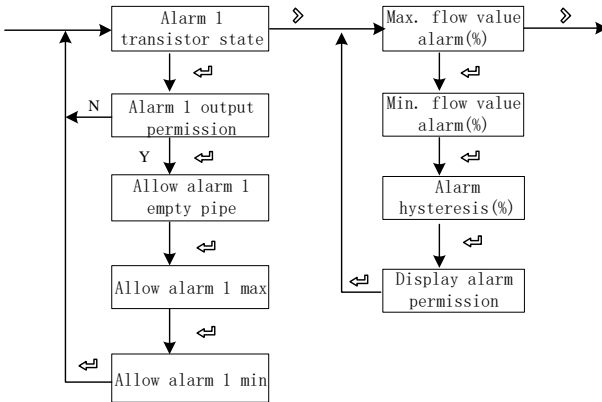 Alarm 1
transistor state
Max. flow value
alarm(%)
N
Alarm 1 output
permission
Min. flow value
alarm(%)
Y
Allow alarm 1
empty pipe
Alarm
hysteresis(%)
Allow alarm 1 max
Display alarm
permission
Allow alarm 1 min